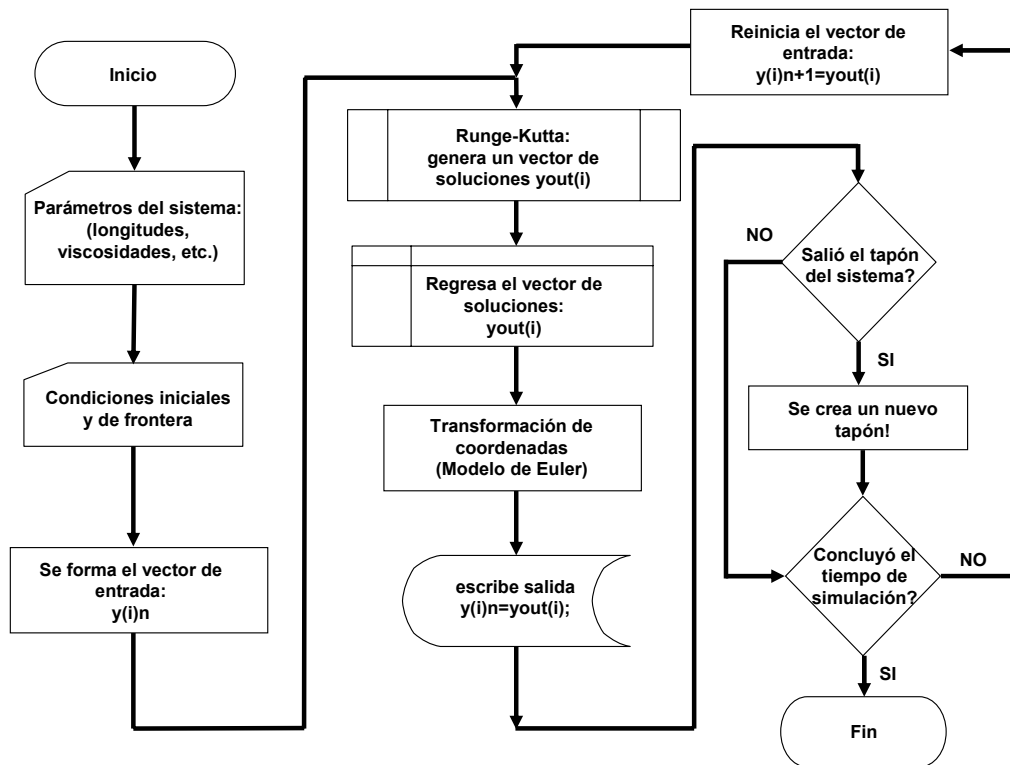 Inicio
Parámetros del sistema:
(longitudes,
viscosidades, etc.)
Condiciones iniciales
y de frontera
Se forma el vector de
entrada:
y(i)n
Reinicia el vector de
entrada:
y(i)n+1=yout(i)
Runge-Kutta:
genera un vector de
soluciones yout(i)
Regresa el vector de
soluciones:
yout(i)
Transformación de
coordenadas
(Modelo de Euler)
escribe salida
y(i)n=yout(i);
NO
Salió el tapón
del sistema?
SI
Se crea un nuevo
tapón!
Concluyó el
tiempo de
simulación?
NO
SI
Fin